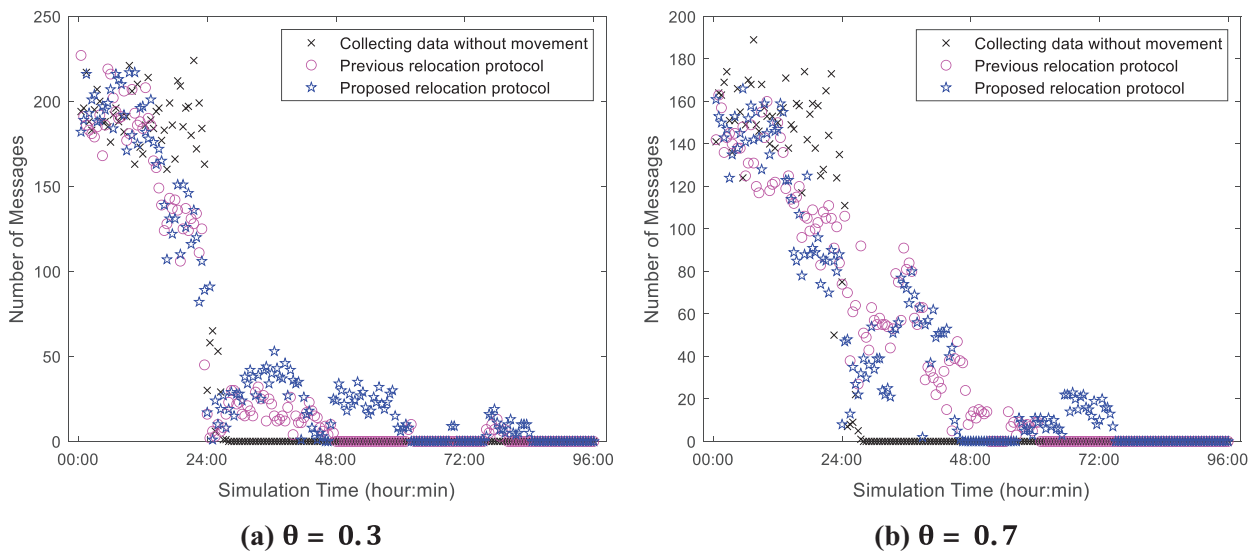 250
200
150
100
50
0
Number of Messages
Collecting data without movement
Previous relocation protocol
Proposed relocation protocol
00:00 24:00 48:00 72:00 96:00
Simulation Time (hour:min)
(a) θ = 0.3
200
180
160
140
120
100
80
60
40
20
0
Number of Messages
Collecting data without movement
Previous relocation protocol
Proposed relocation protocol
00:00 24:00 48:00 72:00 96:00
Simulation Time (hour:min)
(b) θ = 0.7